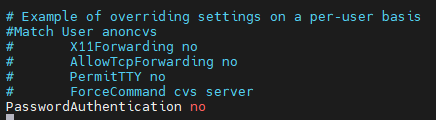 # Example of overriding settings on a per-user basis
#Match User anoncvs
#       X11Forwarding no
#       AllowTcpForwarding no
#       PermitTTY no
#       ForceCommand cvs server
PasswordAuthentication no